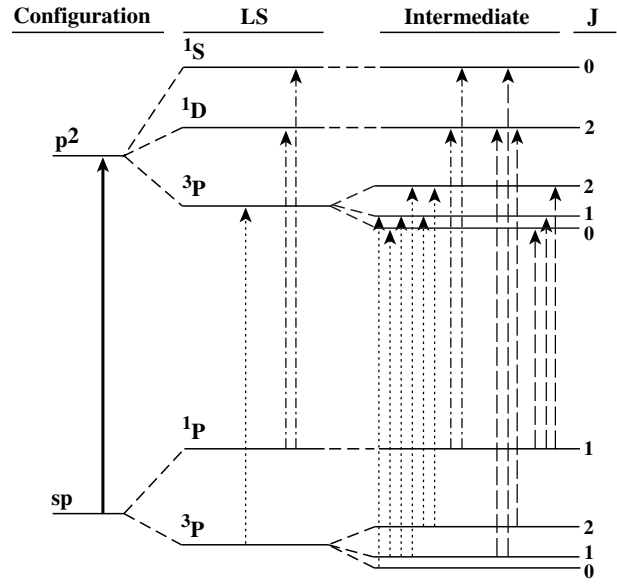 Configuration LS Intermediate J
¹S
0
¹D
2
p²
³P
2
1
0
¹P
1
sp
³P
2
1
0